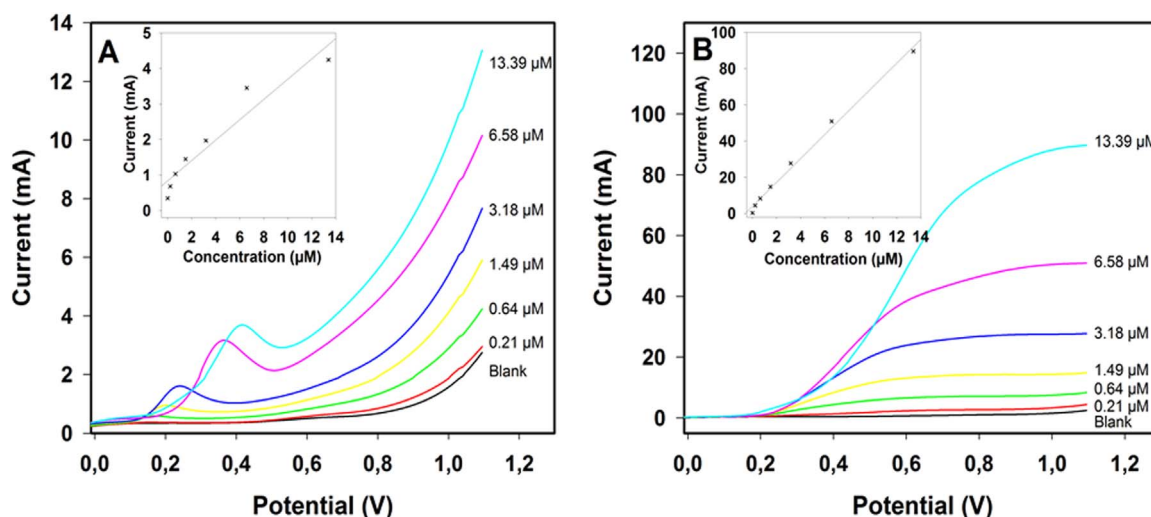 A
Current (mA)
14
12
10
8
6
4
2
0
0,0 0,2 0,4 0,6 0,8 1,0 1,2
Potential (V)
Current (mA)
5
4
3
2
1
0
0 2 4 6 8 10 12 14
Concentration (µM)
13.39 µM
6.58 µM
3.18 µM
1.49 µM
0.64 µM
0.21 µM
Blank
B
Current (mA)
120
100
80
60
40
20
0
0,0 0,2 0,4 0,6 0,8 1,0 1,2
Potential (V)
Current (mA)
100
80
60
40
20
0
0 2 4 6 8 10 12 14
Concentration (µM)
13.39 µM
6.58 µM
3.18 µM
1.49 µM
0.64 µM
0.21 µM
Blank